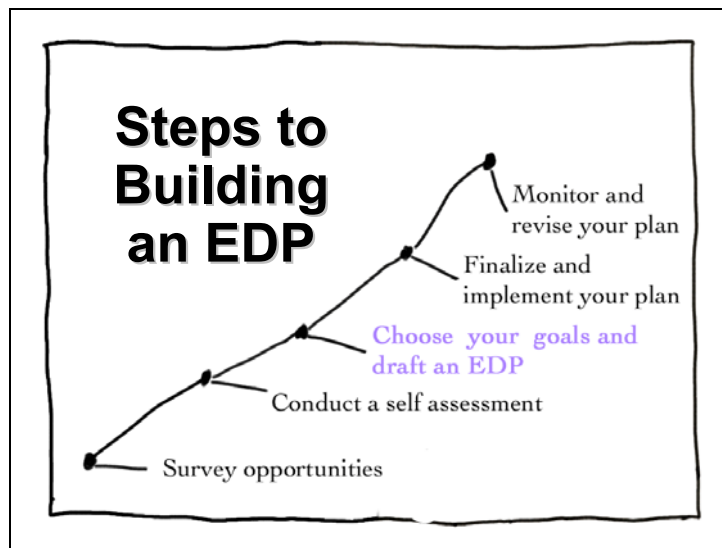 Steps to
Building
an EDP
Monitor and
revise your plan
Finalize and
implement your plan
Choose your goals and
draft an EDP
Conduct a self assessment
Survey opportunities